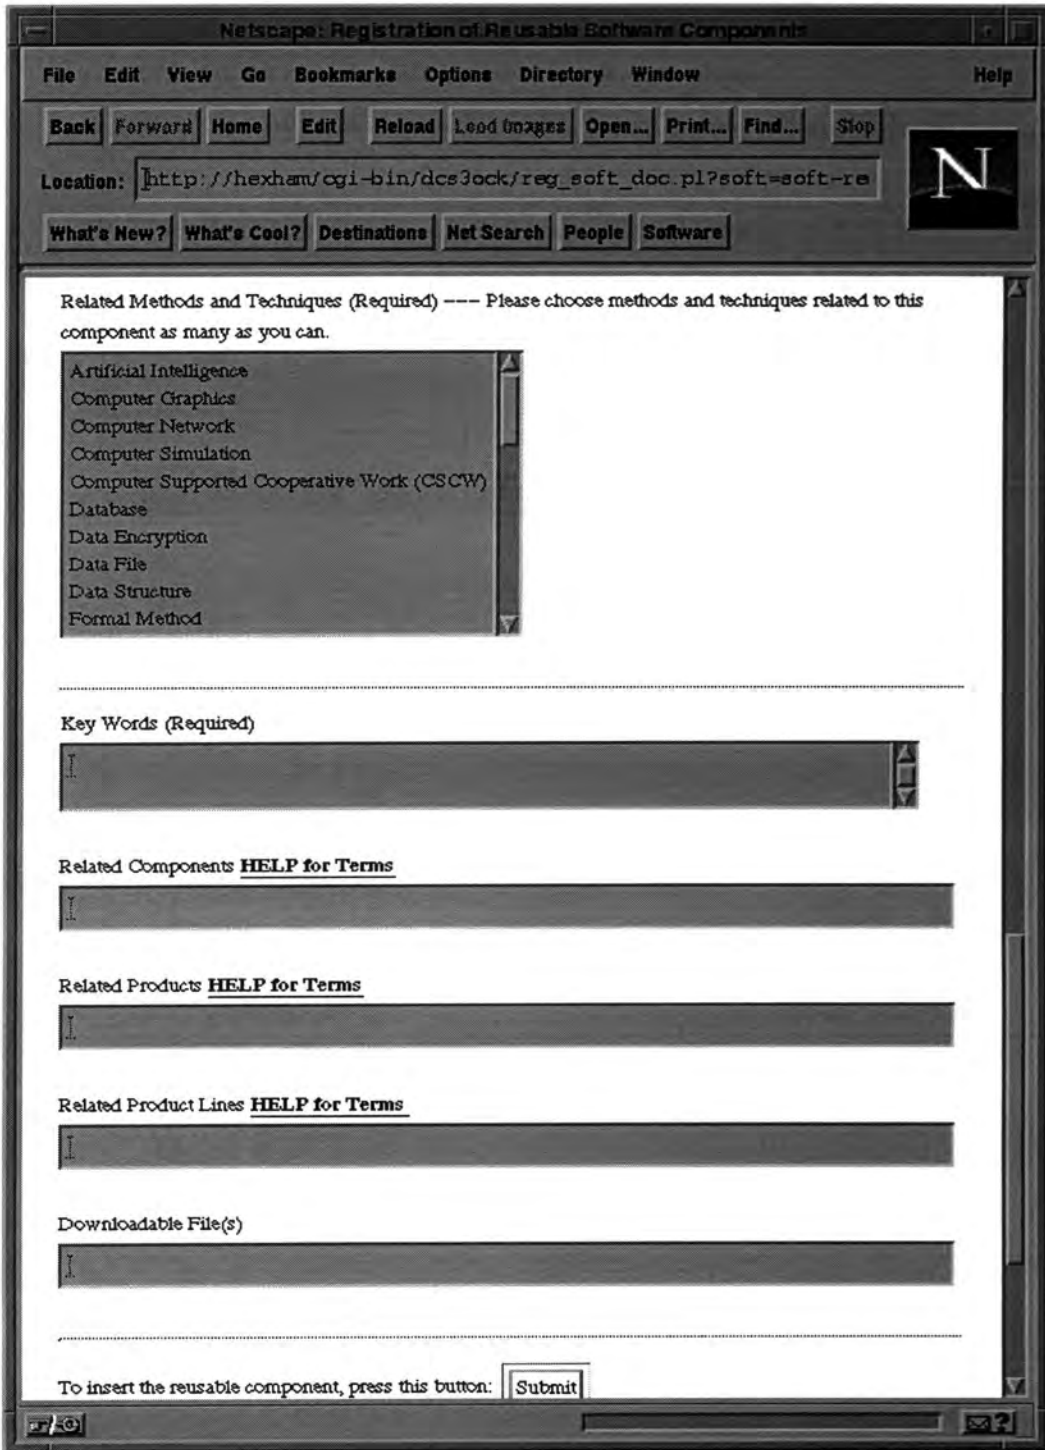 Netscape: Registration of Reusable Software Components
File Edit View Go Bookmarks Options Directory Window Help
Back Forward Home Edit Reload Load Images Open... Print... Find... Stop
N
Location: http://hexham/cgi-bin/dcs3ock/reg_soft_doc.pl?soft=soft-re
What's New? What's Cool? Destinations Net Search People Software
Related Methods and Techniques (Required) --- Please choose methods and techniques related to this
component as many as you can.
Artificial Intelligence
Computer Graphics
Computer Network
Computer Simulation
Computer Supported Cooperative Work (CSCW)
Database
Data Encryption
Data File
Data Structure
Formal Method
Key Words (Required)
Related Components HELP for Terms
Related Products HELP for Terms
Related Product Lines HELP for Terms
Downloadable File(s)
To insert the reusable component, press this button: Submit
?